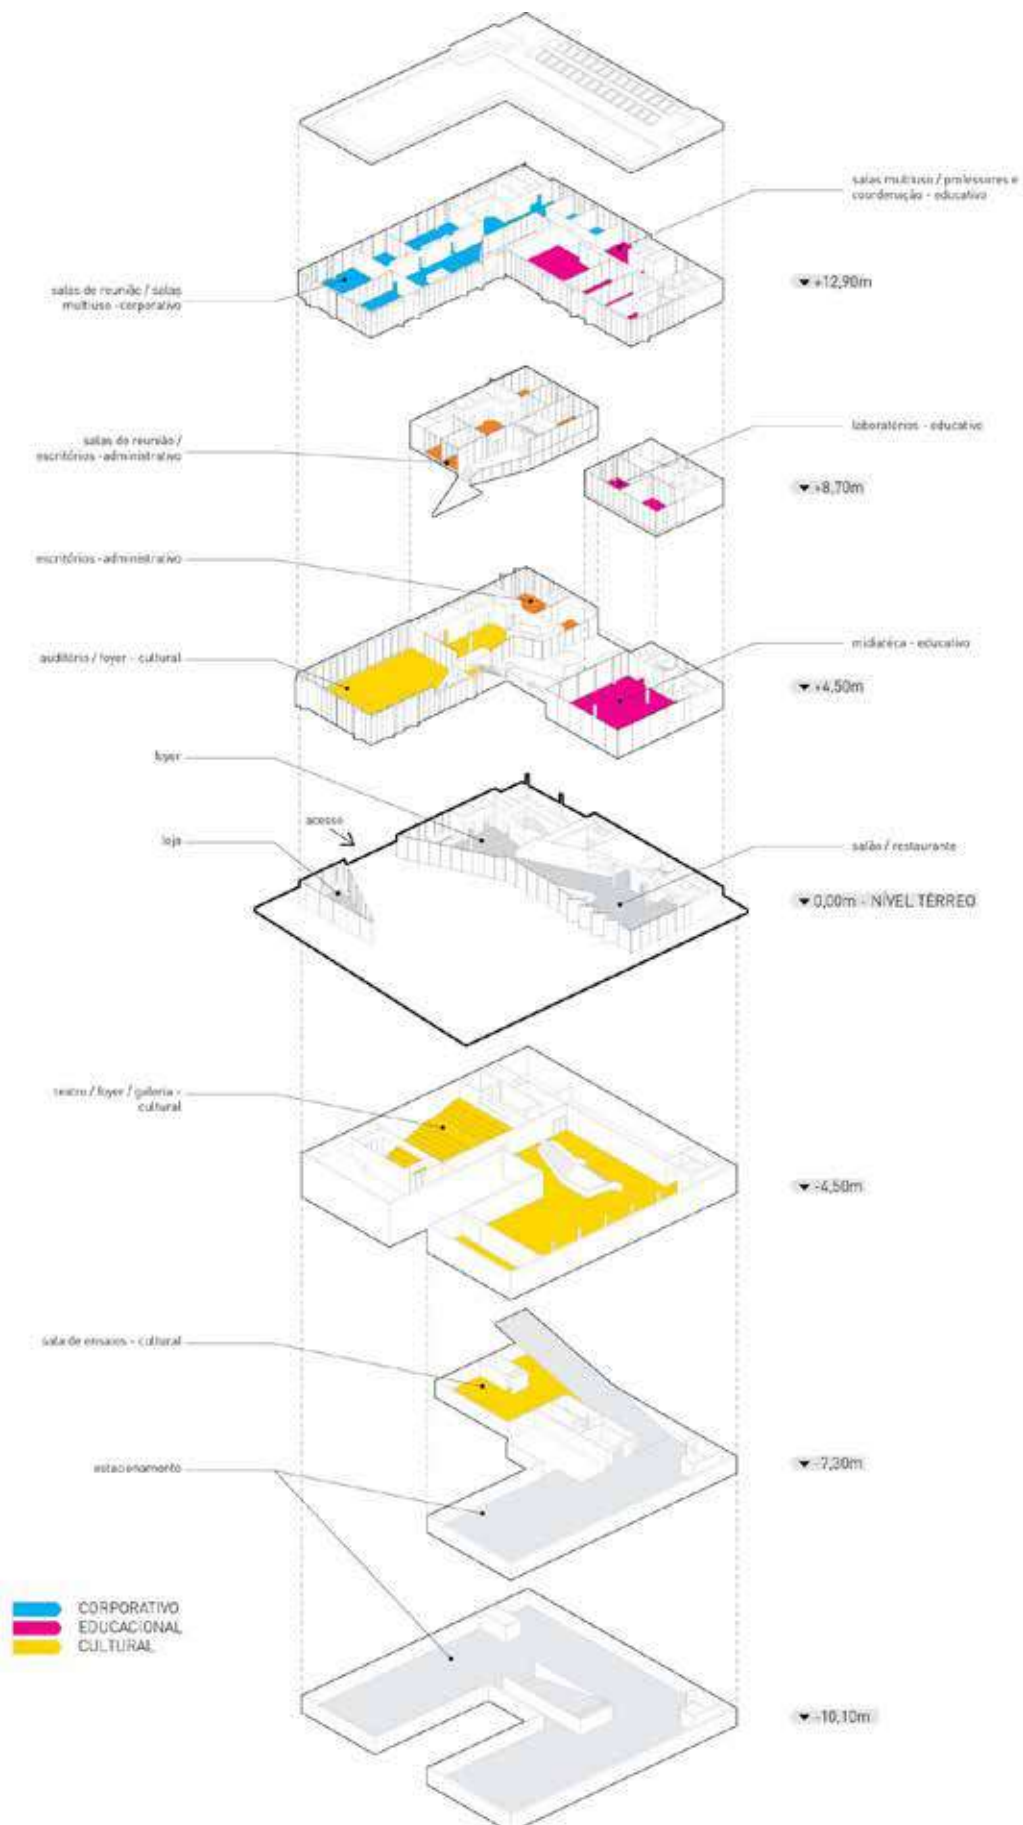 salas multiuso / professores e
coordenação - educativo
+12,90m
salas de reunião / salas
multiuso - corporativo
laboratórios - educativo
salas de reunião /
escritórios - administrativo
+8,70m
escritórios - administrativo
midiateca - educativo
auditório / foyer - cultural
+4,50m
foyer
acesso
loja
salão / restaurante
0,00m - NÍVEL TÉRREO
teatro / foyer / galeria -
cultural
-4,50m
sala de ensaios - cultural
-7,30m
estacionamento
CORPORATIVO
EDUCACIONAL
CULTURAL
-10,10m